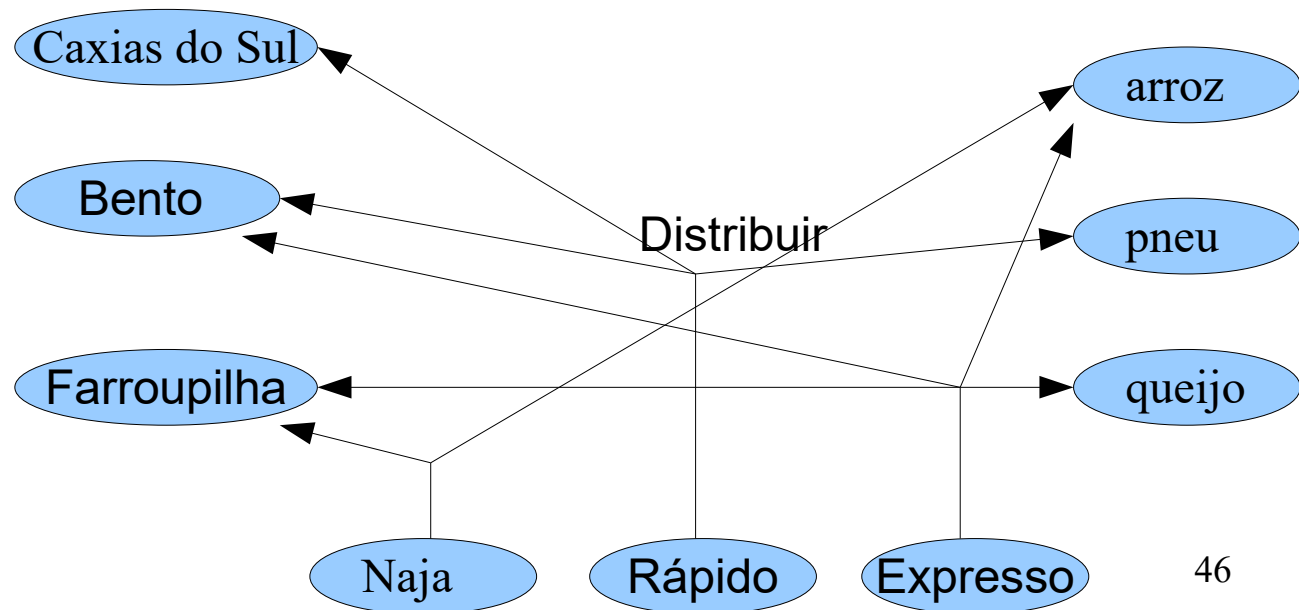 Caxias do Sul
arroz
Bento
Distribuir
pneu
Farroupilha
queijo
Naja
Rápido
Expresso
46